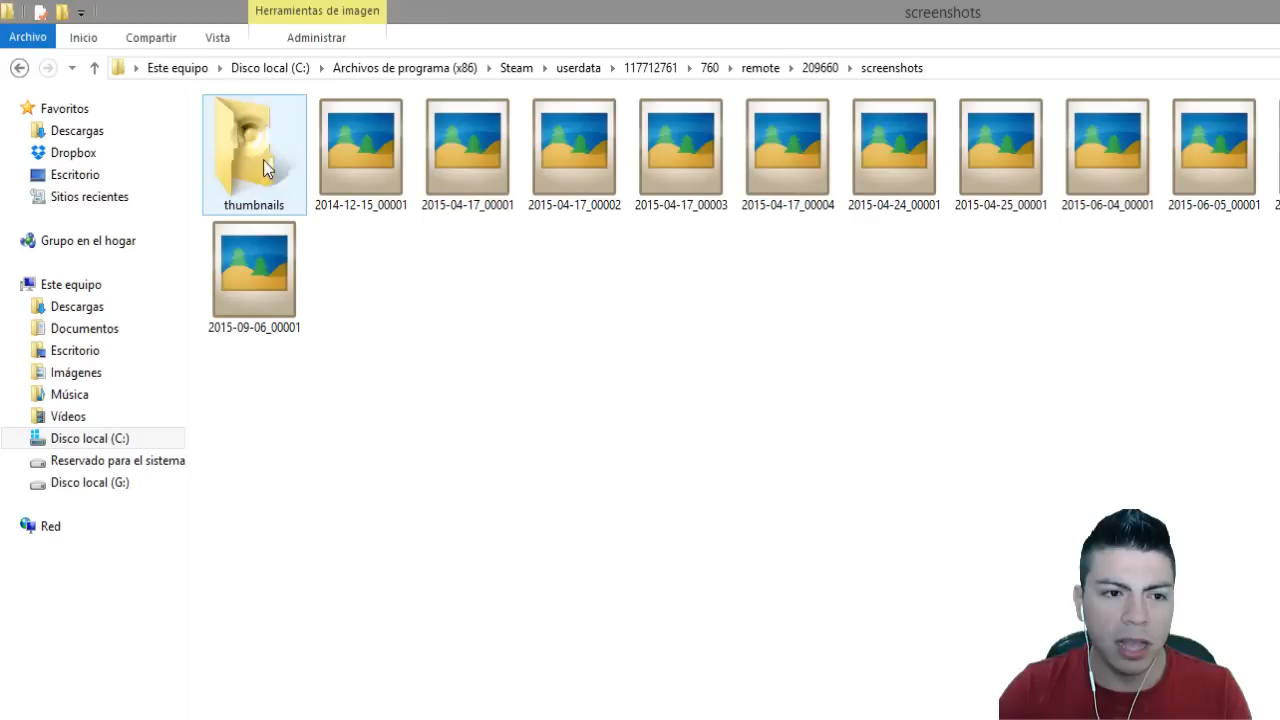 Herramientas de imagen
screenshots
Archivo Inicio Compartir Vista Administrar
Este equipo Disco local (C:) Archivos de programa (x86) Steam userdata 117712761 760 remote 209660 screenshots
Favoritos
Descargas
Dropbox
Escritorio
Sitios recientes
Grupo en el hogar
Este equipo
Descargas
Documentos
Escritorio
Imágenes
Música
Vídeos
Disco local (C:)
Reservado para el sistema
Disco local (G:)
Red
thumbnails 2014-12-15_00001 2015-04-17_00001 2015-04-17_00002 2015-04-17_00003 2015-04-17_00004 2015-04-24_00001 2015-04-25_00001 2015-06-04_00001 2015-06-05_00001
2015-09-06_00001